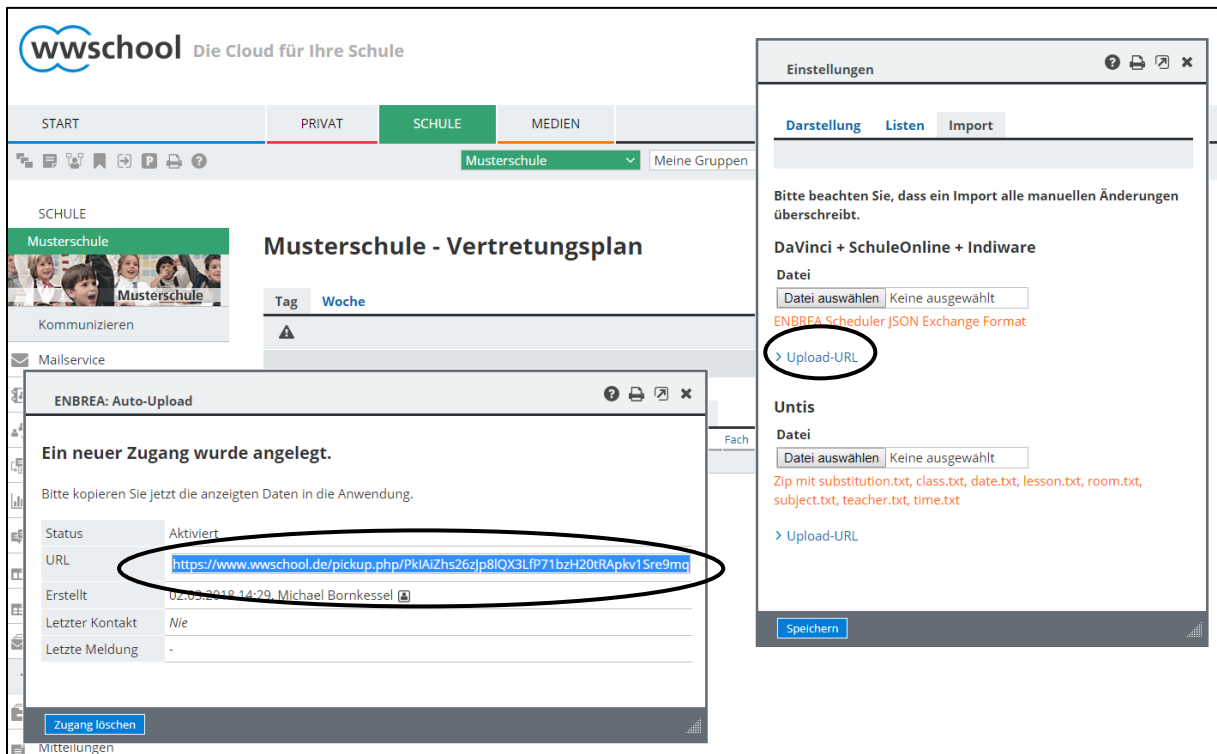 wwschool Die Cloud für Ihre Schule
START PRIVAT SCHULE MEDIEN
Musterschule Meine Gruppen
SCHULE
Musterschule
Musterschule
Kommunizieren
Mailservice
Mitteilungen
Musterschule - Vertretungsplan
Tag Woche
Fach
ENBREA: Auto-Upload
Ein neuer Zugang wurde angelegt.
Bitte kopieren Sie jetzt die anzeigten Daten in die Anwendung.
Status Aktiviert
URL https://www.wwschool.de/pickup.php/PkIAiZhs26zJp8lQX3LfP71bzH20tRApkv1Sre9mq
Erstellt 02.03.2018 14:29, Michael Bornkessel
Letzter Kontakt Nie
Letzte Meldung -
Zugang löschen
Einstellungen
Darstellung Listen Import
Bitte beachten Sie, dass ein Import alle manuellen Änderungen
überschreibt.
DaVinci + SchuleOnline + Indiware
Datei
Datei auswählen Keine ausgewählt
ENBREA Scheduler JSON Exchange Format
> Upload-URL
Untis
Datei
Datei auswählen Keine ausgewählt
Zip mit substitution.txt, class.txt, date.txt, lesson.txt, room.txt,
subject.txt, teacher.txt, time.txt
> Upload-URL
Speichern